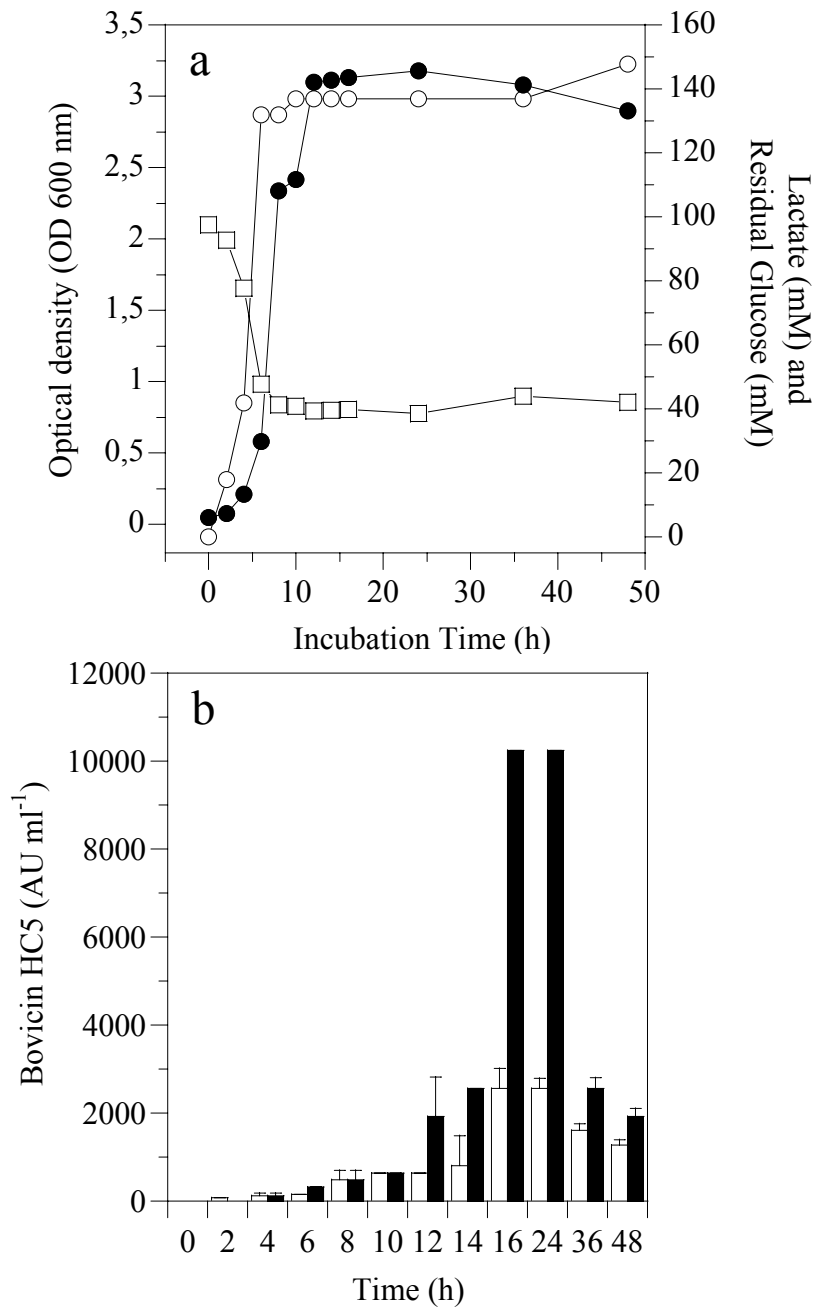 a
3,5
3
2,5
2
1,5
1
0,5
0
Optical density (OD 600 nm)
160
140
120
100
80
60
40
20
0
Lactate (mM) and
Residual Glucose (mM)
0 10 20 30 40 50
Incubation Time (h)
b
12000
10000
8000
6000
4000
2000
0
Bovicin HC5 (AU ml⁻¹)
0 2 4 6 8 10 12 14 16 24 36 48
Time (h)